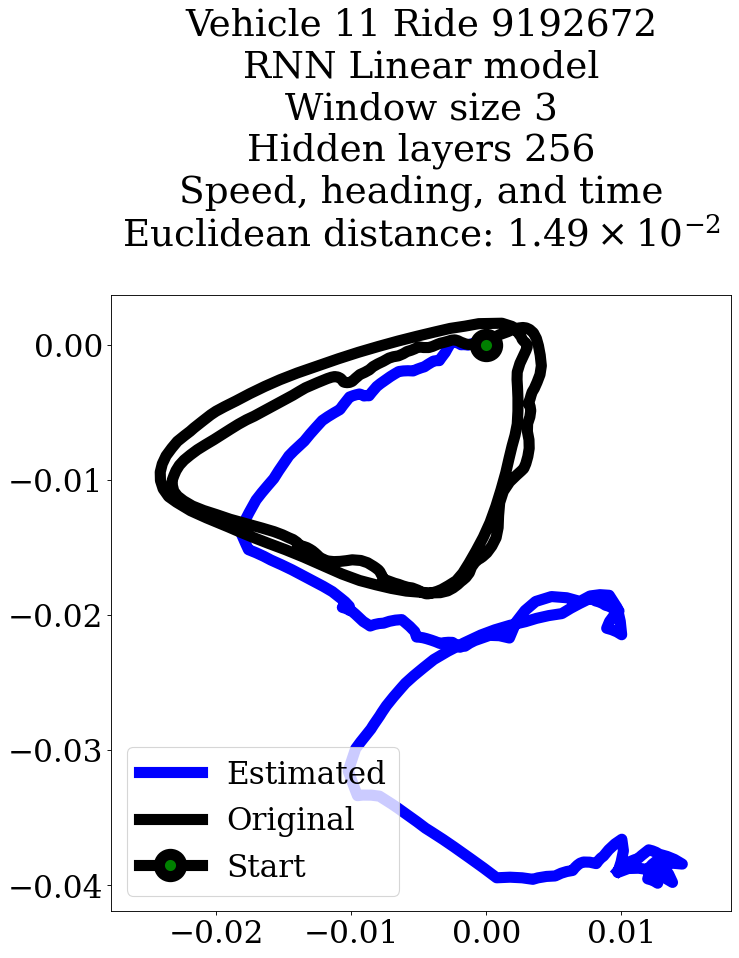 Vehicle 11 Ride 9192672
RNN Linear model
Window size 3
Hidden layers 256
Speed, heading, and time
Euclidean distance: 1.49 × 10⁻²
0.00
−0.01
−0.02
−0.03
−0.04
Estimated
Original
Start
−0.02 −0.01 0.00 0.01